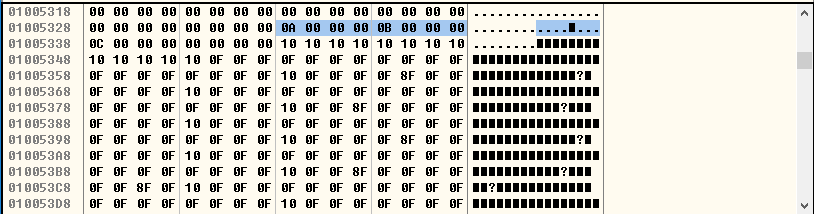 01005318 00 00 00 00 00 00 00 00 00 00 00 00 00 00 00 00 ................
01005328 00 00 00 00 00 00 00 00 0A 00 00 00 0B 00 00 00 ............■...
01005338 0C 00 00 00 00 00 00 00 10 10 10 10 10 10 10 10 ........■■■■■■■■
01005348 10 10 10 10 10 0F 0F 0F 0F 0F 0F 0F 0F 0F 0F 0F ■■■■■■■■■■■■■■■■
01005358 0F 0F 0F 0F 0F 0F 0F 0F 10 0F 0F 0F 0F 8F 0F 0F ■■■■■■■■■■■■■?■
01005368 0F 0F 0F 0F 10 0F 0F 0F 0F 0F 0F 0F 0F 0F 0F 0F ■■■■■■■■■■■■■■■■
01005378 0F 0F 0F 0F 0F 0F 0F 0F 10 0F 0F 8F 0F 0F 0F 0F ■■■■■■■■■■■?■■■
01005388 0F 0F 0F 0F 10 0F 0F 0F 0F 0F 0F 0F 0F 0F 0F 0F ■■■■■■■■■■■■■■■■
01005398 0F 0F 0F 0F 0F 0F 0F 0F 10 0F 0F 0F 0F 8F 0F 0F ■■■■■■■■■■■■■?■
010053A8 0F 0F 0F 0F 10 0F 0F 0F 0F 0F 0F 0F 0F 0F 0F 0F ■■■■■■■■■■■■■■■■
010053B8 0F 0F 0F 0F 0F 0F 0F 0F 10 0F 0F 8F 0F 0F 0F 0F ■■■■■■■■■■■?■■■
010053C8 0F 0F 8F 0F 10 0F 0F 0F 0F 0F 0F 0F 0F 0F 0F 0F ■■?■■■■■■■■■■■■
010053D8 0F 0F 0F 0F 0F 0F 0F 0F 10 0F 0F 0F 0F 0F 0F 0F ■■■■■■■■■■■■■■■■